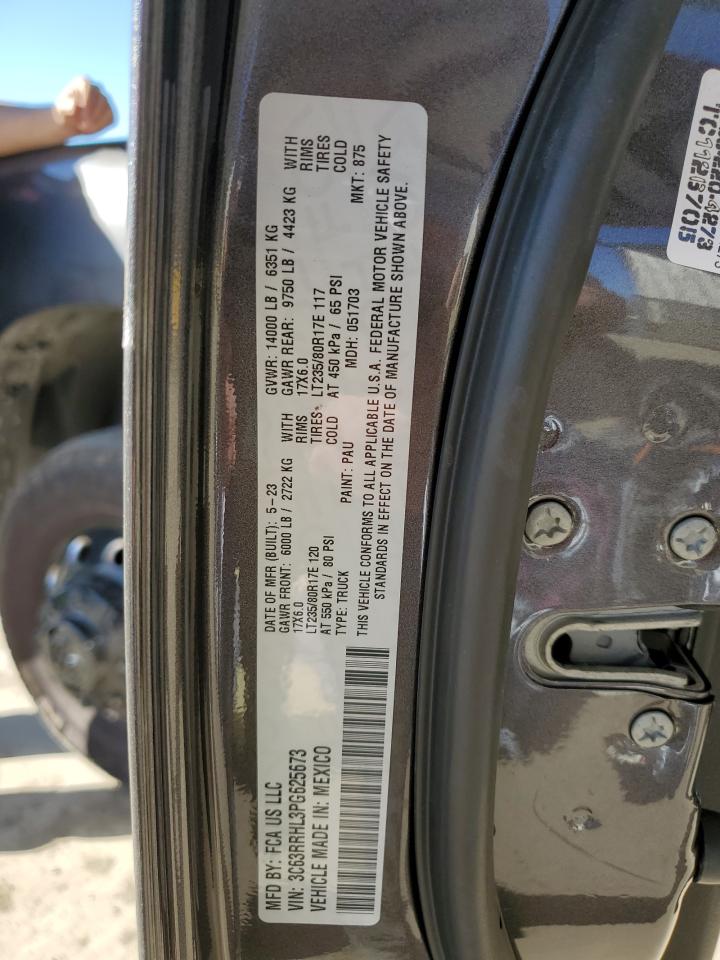 MFD BY: FCA US LLC
VIN: 3C63RRHL3PG625673
VEHICLE MADE IN: MEXICO
DATE OF MFR (BUILT): 5-23
GVWR: 14000 LB / 6351 KG
GAWR FRONT: 6000 LB / 2722 KG WITH
GAWR REAR: 9750 LB / 4423 KG WITH
17X6.0 RIMS
17X6.0 RIMS
LT235/80R17E 120 TIRES
LT235/80R17E 117 TIRES
AT 550 kPa / 80 PSI COLD
AT 450 kPa / 65 PSI COLD
TYPE: TRUCK PAINT: PAU MDH: 051703 MKT: 875
THIS VEHICLE CONFORMS TO ALL APPLICABLE U.S.A. FEDERAL MOTOR VEHICLE SAFETY
STANDARDS IN EFFECT ON THE DATE OF MANUFACTURE SHOWN ABOVE.